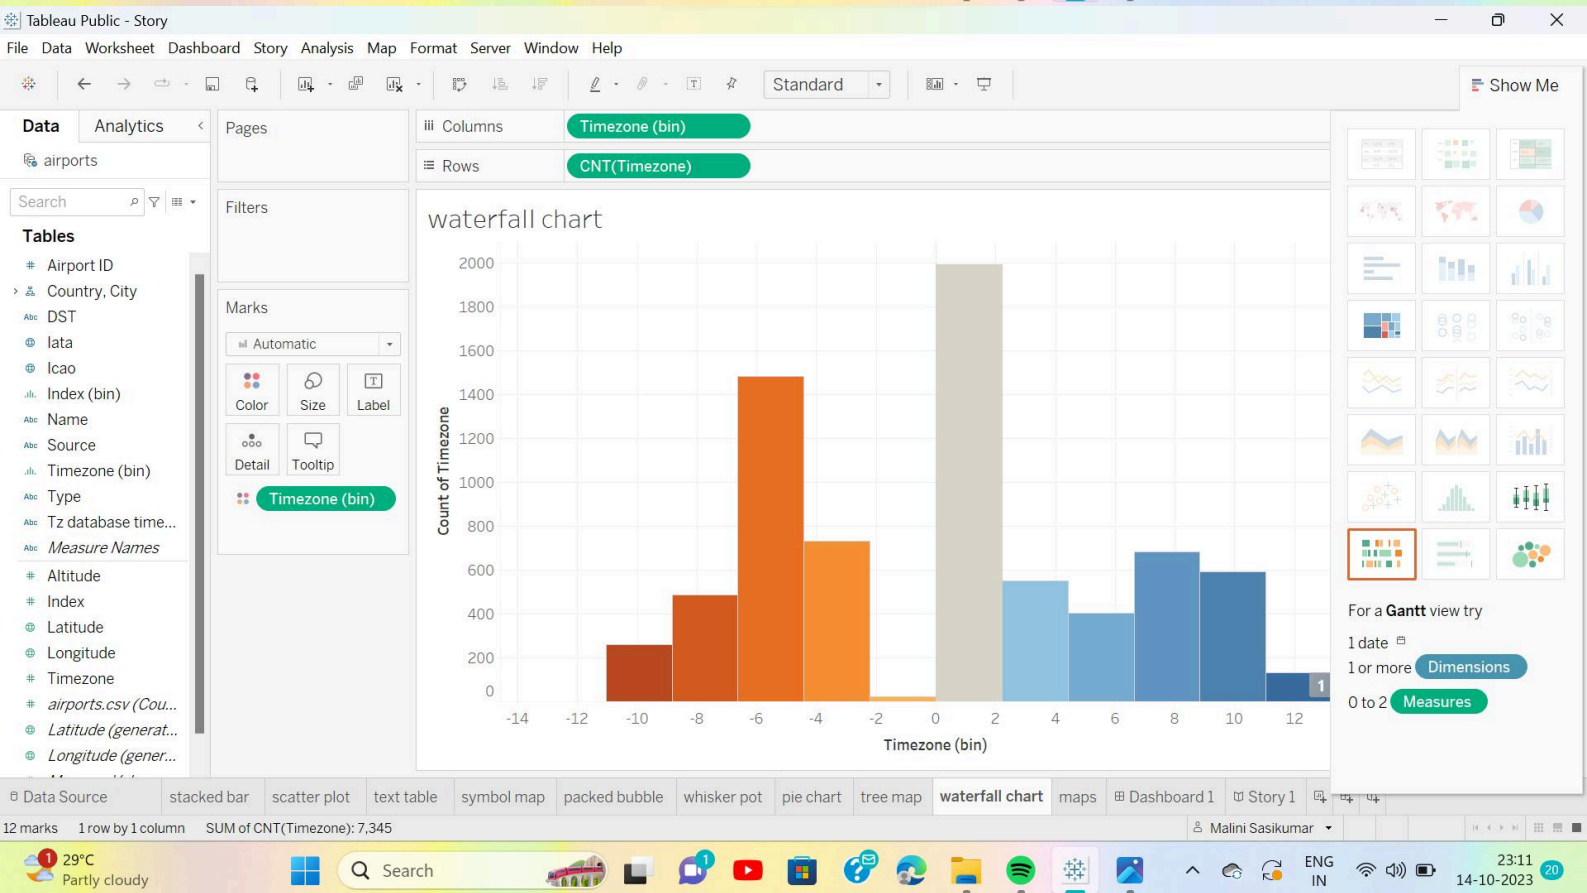 Tableau Public - Story
File Data Worksheet Dashboard Story Analysis Map Format Server Window Help
Standard
Show Me
Data Analytics
airports
Search
Tables
Airport ID
Country, City
Abc DST
Iata
Icao
Index (bin)
Abc Name
Abc Source
Timezone (bin)
Abc Type
Abc Tz database time...
Abc Measure Names
# Altitude
# Index
Latitude
Longitude
# Timezone
# airports.csv (Cou...
Latitude (generat...
Longitude (gener...
Pages
Filters
Marks
Automatic
Color Size Label
Detail Tooltip
Timezone (bin)
Columns Timezone (bin)
Rows CNT(Timezone)
waterfall chart
2000
1800
1600
1400
1200
1000
800
600
400
200
0
Count of Timezone
-14 -12 -10 -8 -6 -4 -2 0 2 4 6 8 10 12
Timezone (bin)
1
For a Gantt view try
1 date
1 or more Dimensions
0 to 2 Measures
Data Source stacked bar scatter plot text table symbol map packed bubble whisker pot pie chart tree map waterfall chart maps Dashboard 1 Story 1
12 marks 1 row by 1 column SUM of CNT(Timezone): 7,345
Malini Sasikumar
1
29°C
Partly cloudy
Search
1
ENG
IN
23:11
14-10-2023
20